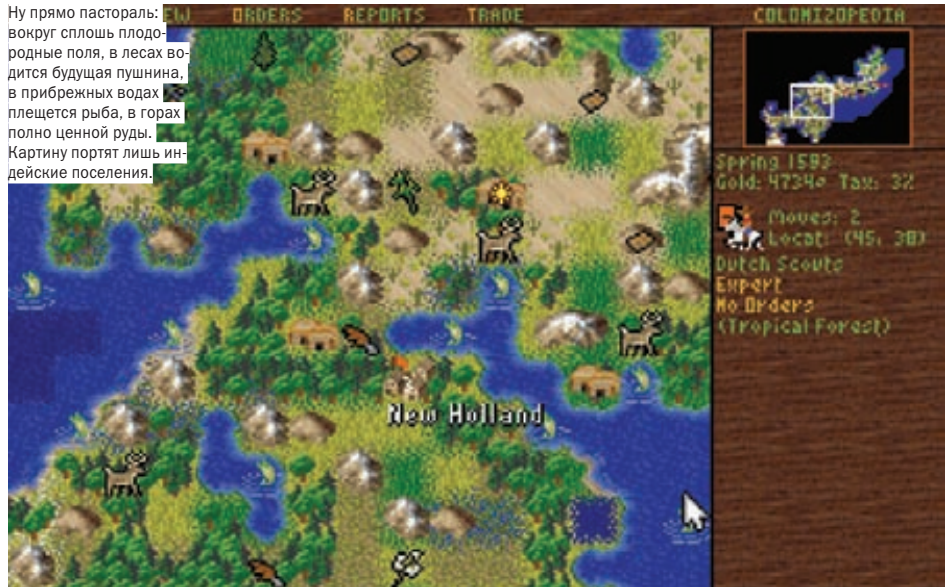 Ну прямо пастораль:
вокруг сплошь плодо-
родные поля, в лесах во-
дится будущая пушнина,
в прибрежных водах
плещется рыба, в горах
полно ценной руды.
Картину портят лишь ин-
дейские поселения.
EW ORDERS REPORTS TRADE COLONIZOPEDIA
Spring 1593
Gold: 4734 Tax: 3%
Moves: 2
Locat: (45, 38)
Dutch Scouts
Expert
No Orders
(Tropical Forest)
New Holland